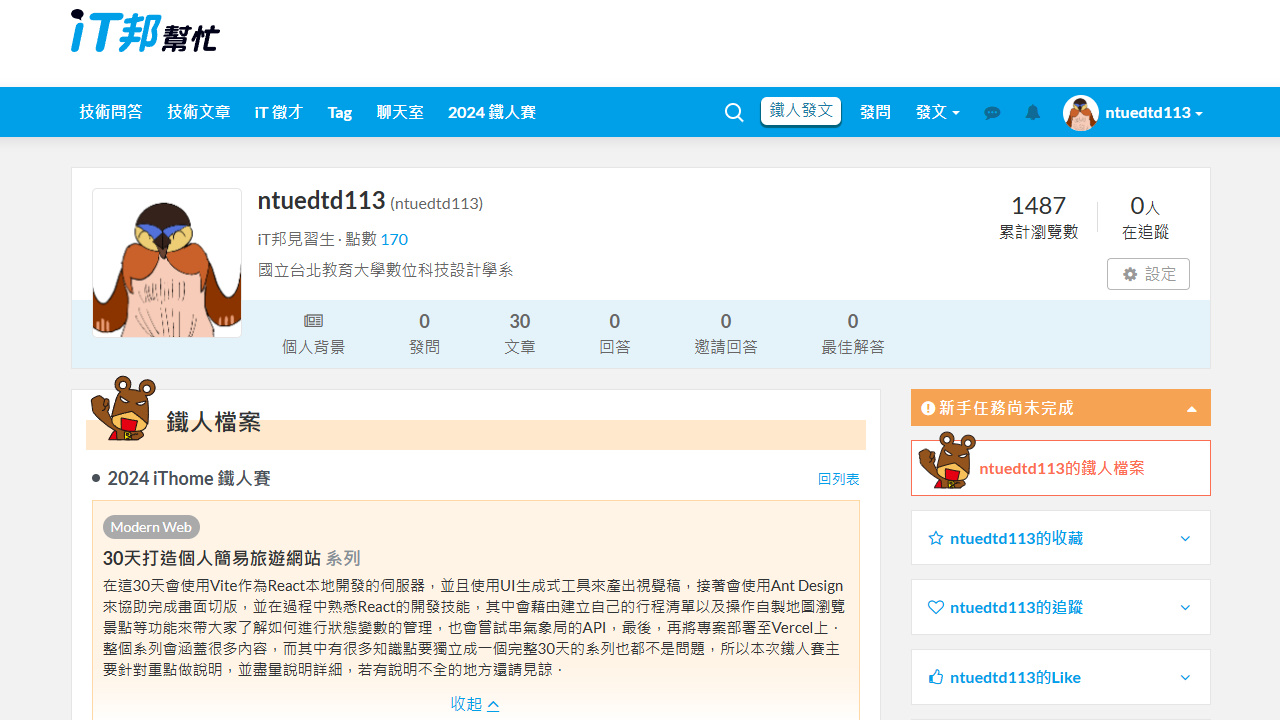 iT邦幫忙
技術問答 技術文章 iT 徵才 Tag 聊天室 2024 鐵人賽 鐵人發文 發問 發文 ntuedtd113
ntuedtd113 (ntuedtd113)
iT邦見習生 · 點數 170
國立台北教育大學數位科技設計學系
1487 0人
累計瀏覽數 在追蹤
設定
0 30 0 0 0
個人背景 發問 文章 回答 邀請回答 最佳解答
鐵人檔案
2024 iThome 鐵人賽 回列表
Modern Web
30天打造個人簡易旅遊網站 系列
在這30天會使用Vite作為React本地開發的伺服器，並且使用UI生成式工具來產出視覺稿，接著會使用Ant Design
來協助完成畫面切版，並在過程中熟悉React的開發技能，其中會藉由建立自己的行程清單以及操作自製地圖瀏覽
景點等功能來帶大家了解如何進行狀態變數的管理，也會嘗試串氣象局的API，最後，再將專案部署至Vercel上．
整個系列會涵蓋很多內容，而其中有很多知識點要獨立成一個完整30天的系列也都不是問題，所以本次鐵人賽主
要針對重點做說明，並盡量說明詳細，若有說明不全的地方還請見諒．
收起
新手任務尚未完成
ntuedtd113的鐵人檔案
ntuedtd113的收藏
ntuedtd113的追蹤
ntuedtd113的Like